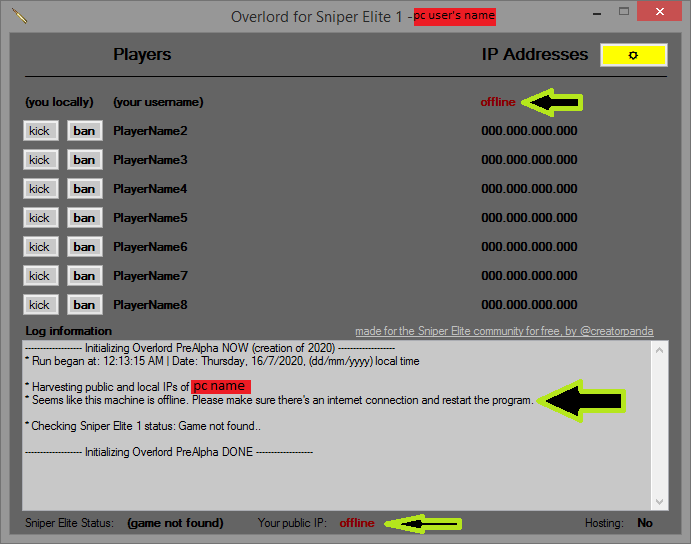 Overlord for Sniper Elite 1 - pc user's name
Players IP Addresses
(you locally) (your username) offline
kick ban PlayerName2 000.000.000.000
kick ban PlayerName3 000.000.000.000
kick ban PlayerName4 000.000.000.000
kick ban PlayerName5 000.000.000.000
kick ban PlayerName6 000.000.000.000
kick ban PlayerName7 000.000.000.000
kick ban PlayerName8 000.000.000.000
Log information made for the Sniper Elite community for free, by @creatorpanda
------------------- Initializing Overlord PreAlpha NOW (creation of 2020) -------------------
* Run began at: 12:13:15 AM | Date: Thursday, 16/7/2020, (dd/mm/yyyy) local time
* Harvesting public and local IPs of pc name
* Seems like this machine is offline. Please make sure there's an internet connection and restart the program.
* Checking Sniper Elite 1 status: Game not found..
------------------- Initializing Overlord PreAlpha DONE -------------------
Sniper Elite Status: (game not found) Your public IP: offline Hosting: No